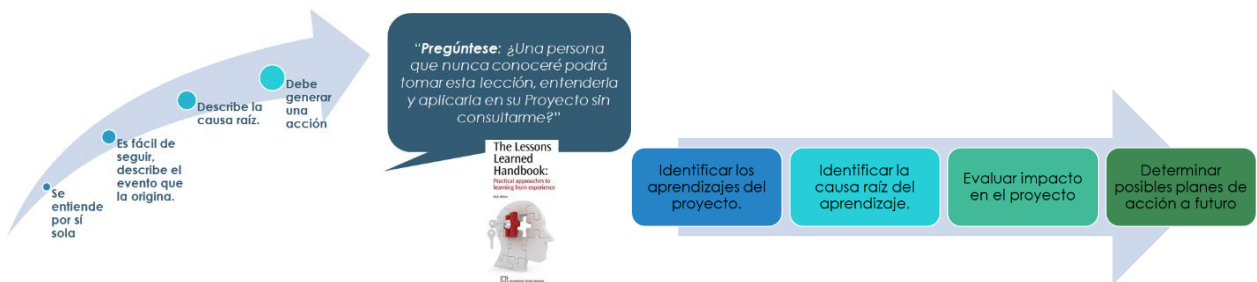 Se
entiende
por sí
sola
Es fácil de
seguir,
describe el
evento que
la origina.
Describe la
causa raíz.
Debe
generar
una
acción
“Pregúntese: ¿Una persona
que nunca conoceré podrá
tomar esta lección, entenderla
y aplicarla en su Proyecto sin
consultarme?”
The Lessons
Learned
Handbook:
Practical approaches to
learning from experience
Identificar los
aprendizajes del
proyecto.
Identificar la
causa raíz del
aprendizaje.
Evaluar impacto
en el proyecto
Determinar
posibles planes de
acción a futuro